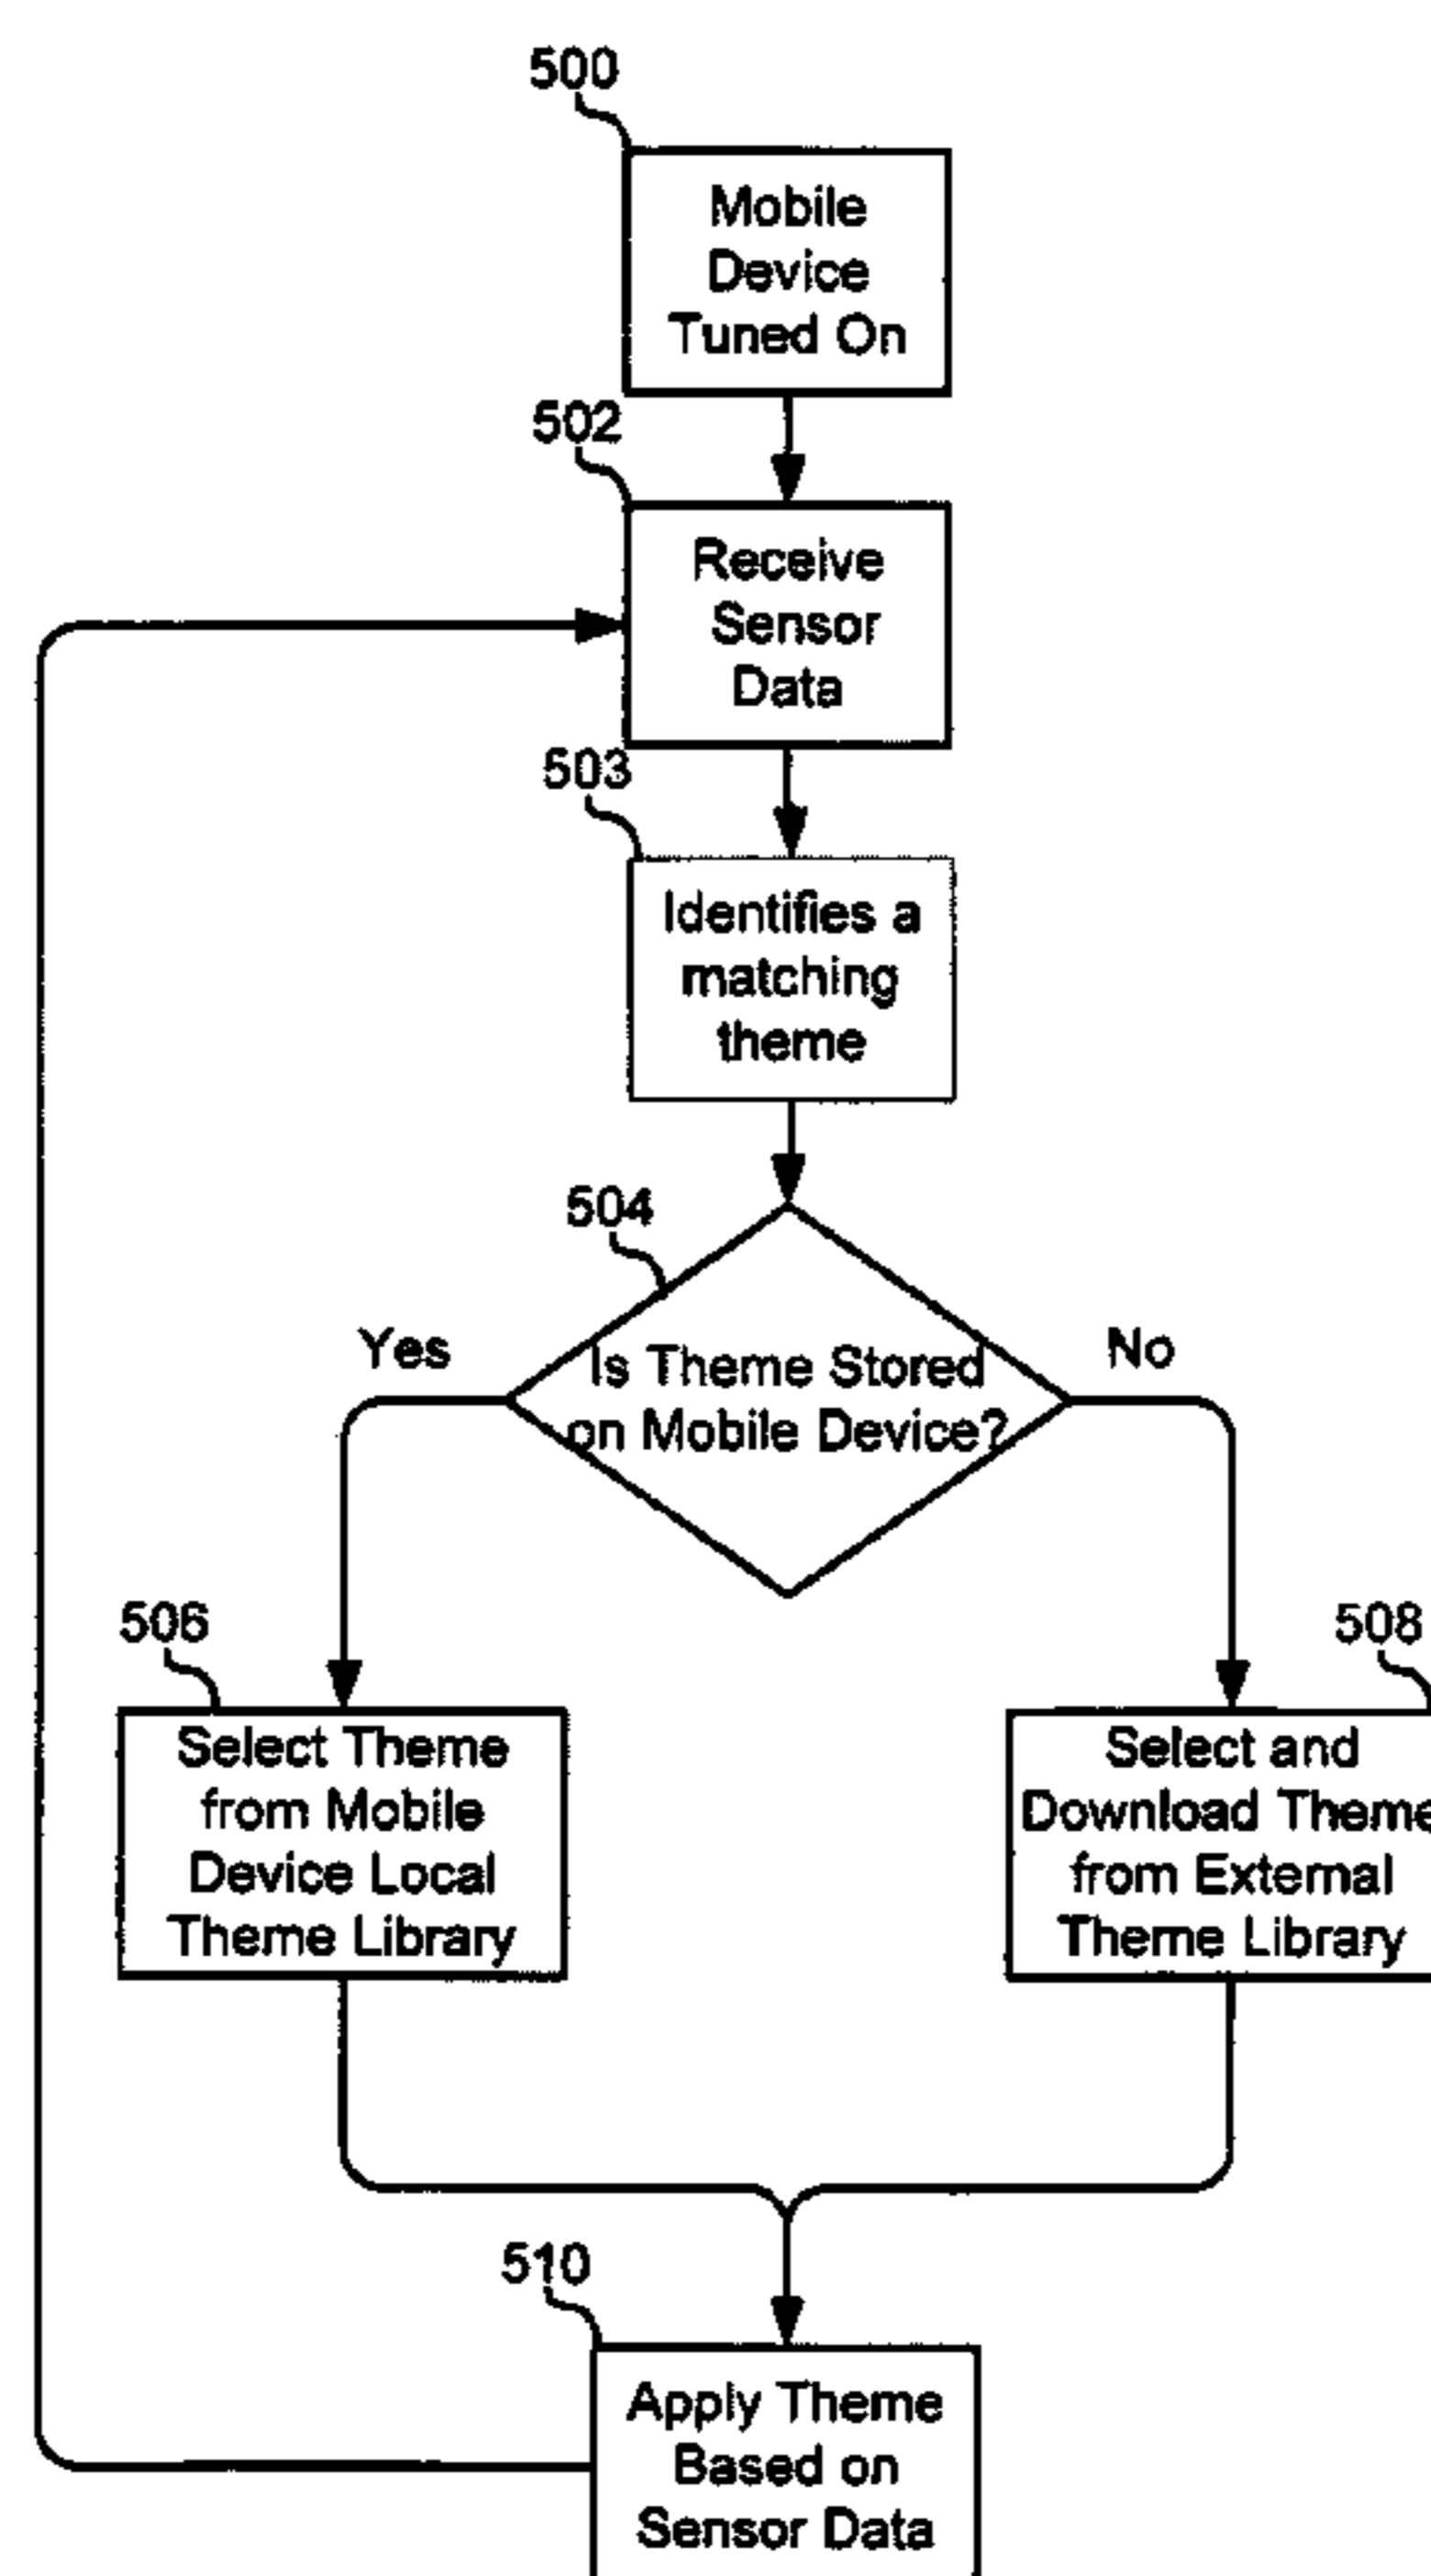 500
Mobile
Device
Tuned On
502
Receive
Sensor
Data
503
Identifies a
matching
theme
504
Yes
No
Is Theme Stored
on Mobile Device?
506
508
Select Theme
from Mobile
Device Local
Theme Library
Select and
Download Theme
from External
Theme Library
510
Apply Theme
Based on
Sensor Data